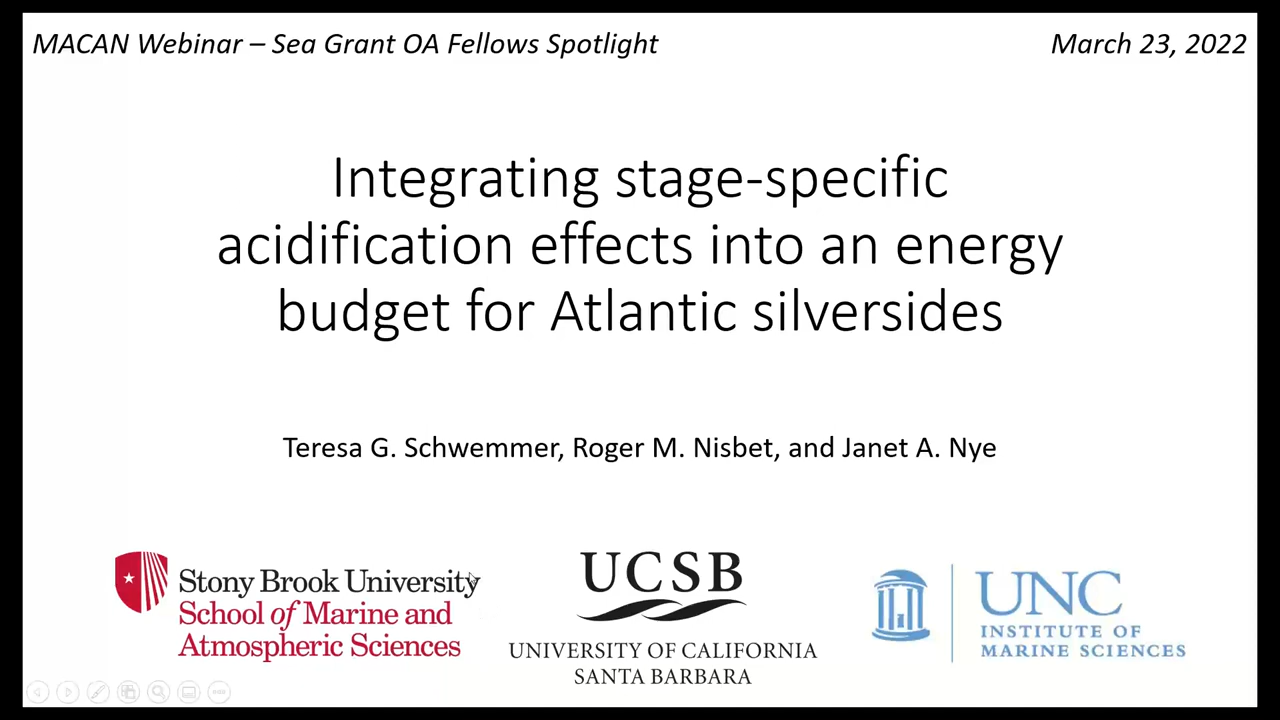 MACAN Webinar – Sea Grant OA Fellows Spotlight
March 23, 2022
Integrating stage-specific
acidification effects into an energy
budget for Atlantic silversides
Teresa G. Schwemmer, Roger M. Nisbet, and Janet A. Nye
Stony Brook University
School of Marine and
Atmospheric Sciences
UCSB
UNIVERSITY OF CALIFORNIA
SANTA BARBARA
UNC
INSTITUTE OF
MARINE SCIENCES